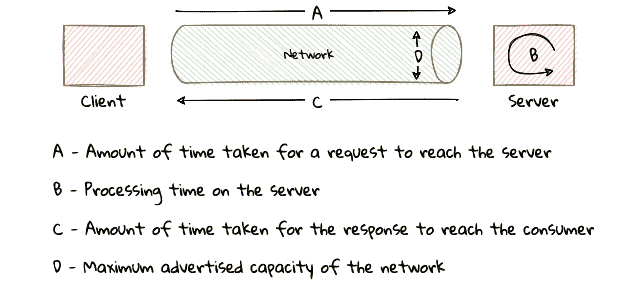 A
Network
D
B
Client
C
Server
A - Amount of time taken for a request to reach the server
B - Processing time on the server
C - Amount of time taken for the response to reach the consumer
D - Maximum advertised capacity of the network